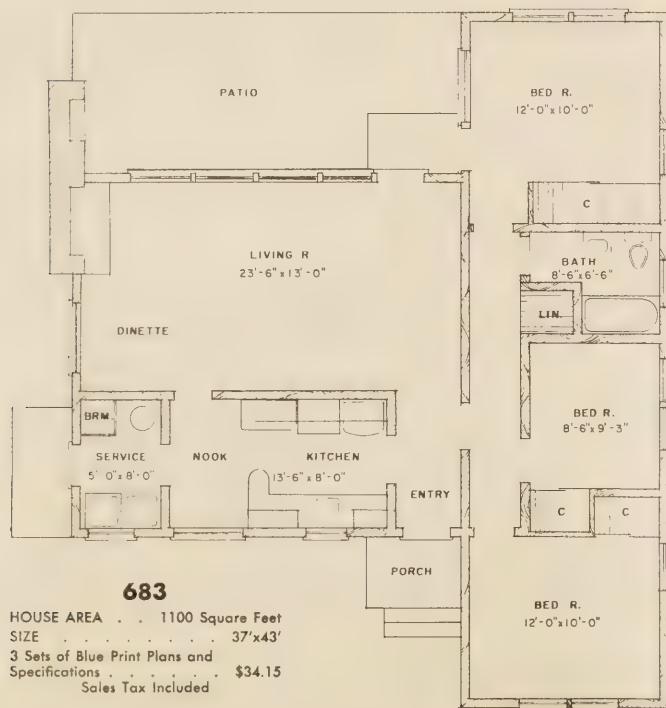 PATIO
BED R.
12'-0"x10'-0"
C
LIVING R
23'-6"x13'-0"
BATH
8'-6"x6'-6"
LIN.
DINETTE
BRM.
BED R.
8'-6"x9'-3"
SERVICE
5' 0"x8'-0"
NOOK
KITCHEN
13'-6"x8'-0"
ENTRY
C
C
PORCH
BED R.
12'-0"x10'-0"
683
HOUSE AREA . . 1100 Square Feet
SIZE . . . . . . . . 37'x43'
3 Sets of Blue Print Plans and
Specifications . . . . . $34.15
Sales Tax Included